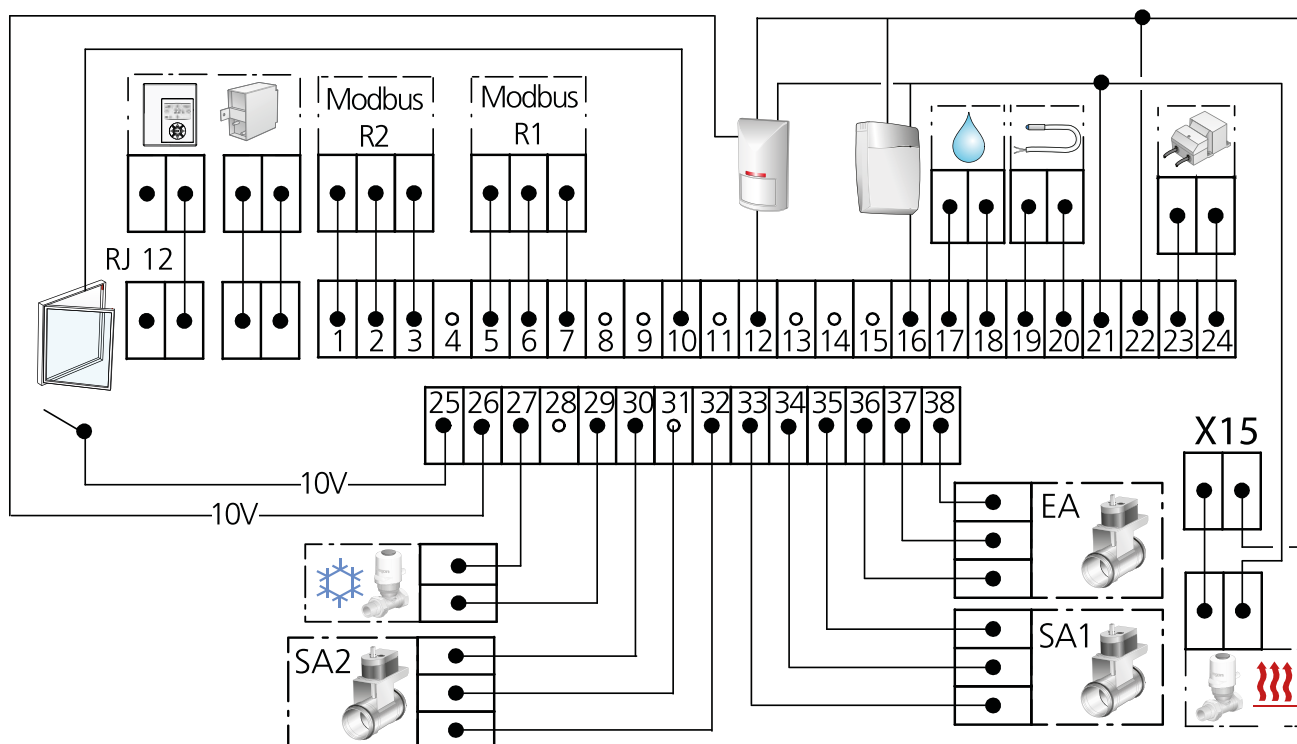 Modbus
R2
Modbus
R1
RJ 12
1 2 3 4 5 6 7 8 9 10 11 12 13 14 15 16 17 18 19 20 21 22 23 24
25 26 27 28 29 30 31 32 33 34 35 36 37 38
X15
10V
10V
EA
SA1
SA2